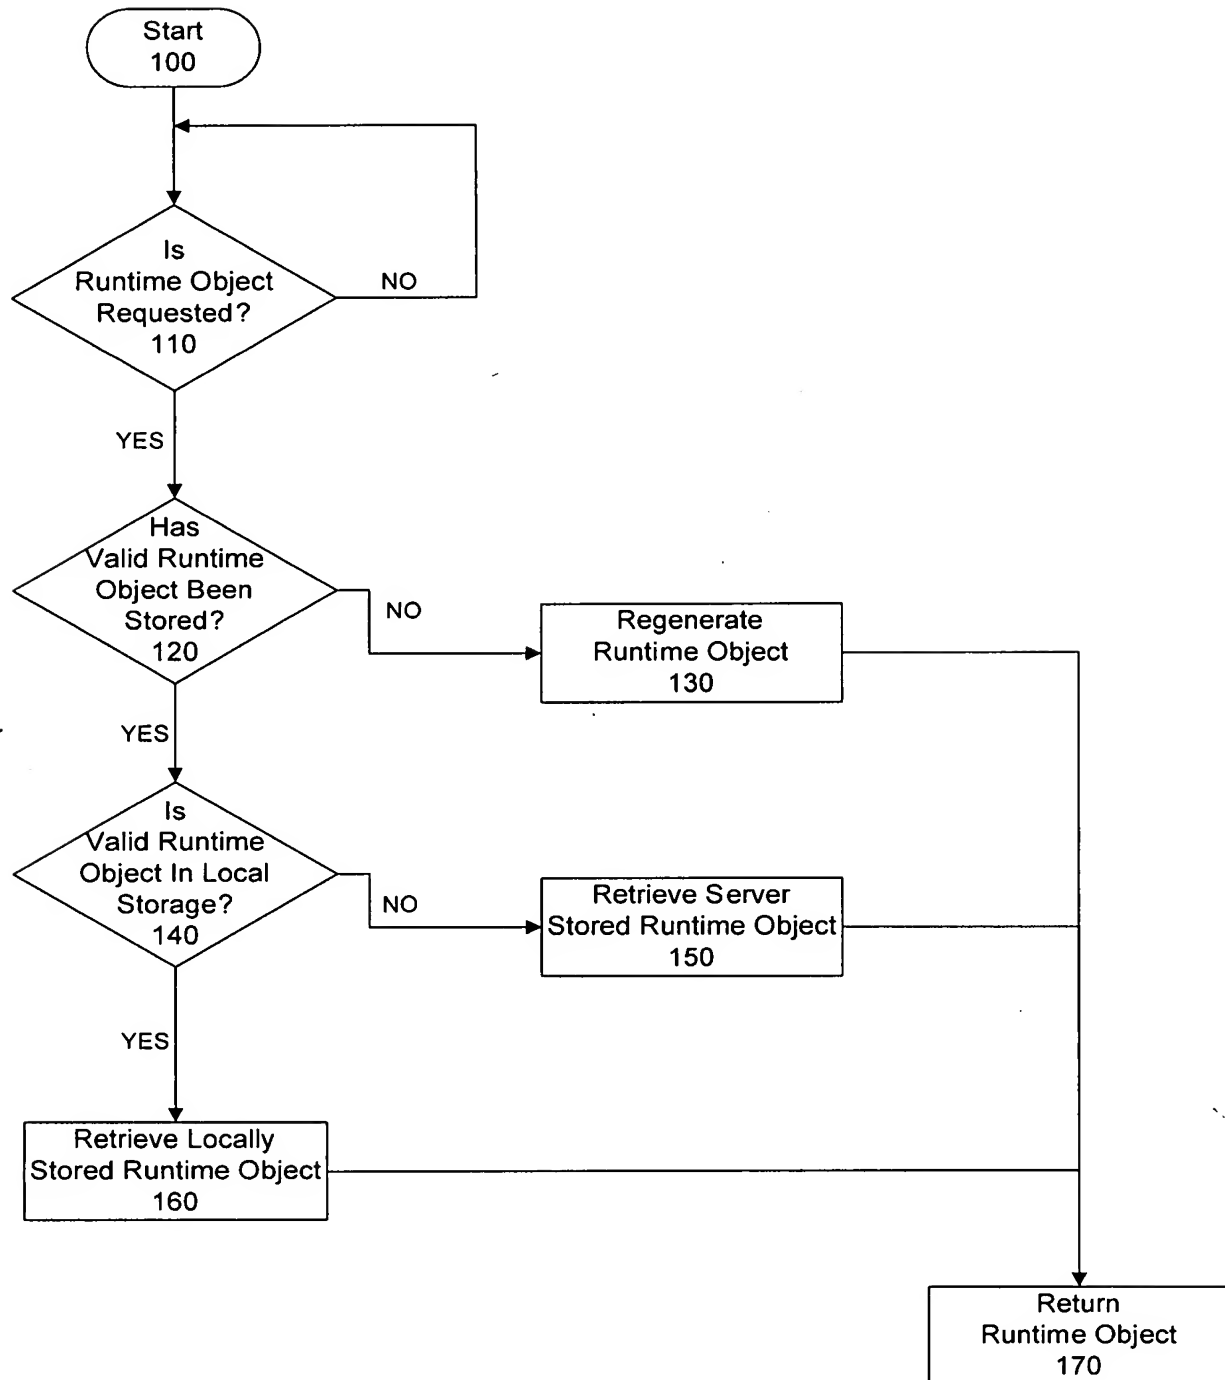 Start
100
Is
Runtime Object
Requested?
110
NO
YES
Has
Valid Runtime
Object Been
Stored?
120
NO
Regenerate
Runtime Object
130
YES
Is
Valid Runtime
Object In Local
Storage?
140
NO
Retrieve Server
Stored Runtime Object
150
YES
Retrieve Locally
Stored Runtime Object
160
Return
Runtime Object
170